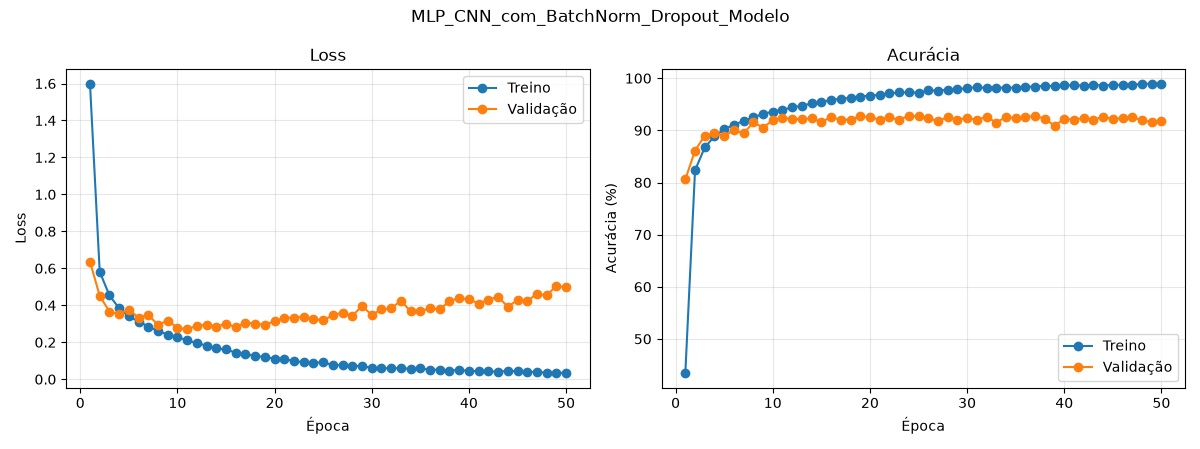 MLP_CNN_com_BatchNorm_Dropout_Modelo
Loss
Loss
1.6
1.4
1.2
1.0
0.8
0.6
0.4
0.2
0.0
0 10 20 30 40 50
Época
Treino
Validação
Acurácia
Acurácia (%)
100
90
80
70
60
50
0 10 20 30 40 50
Época
Treino
Validação